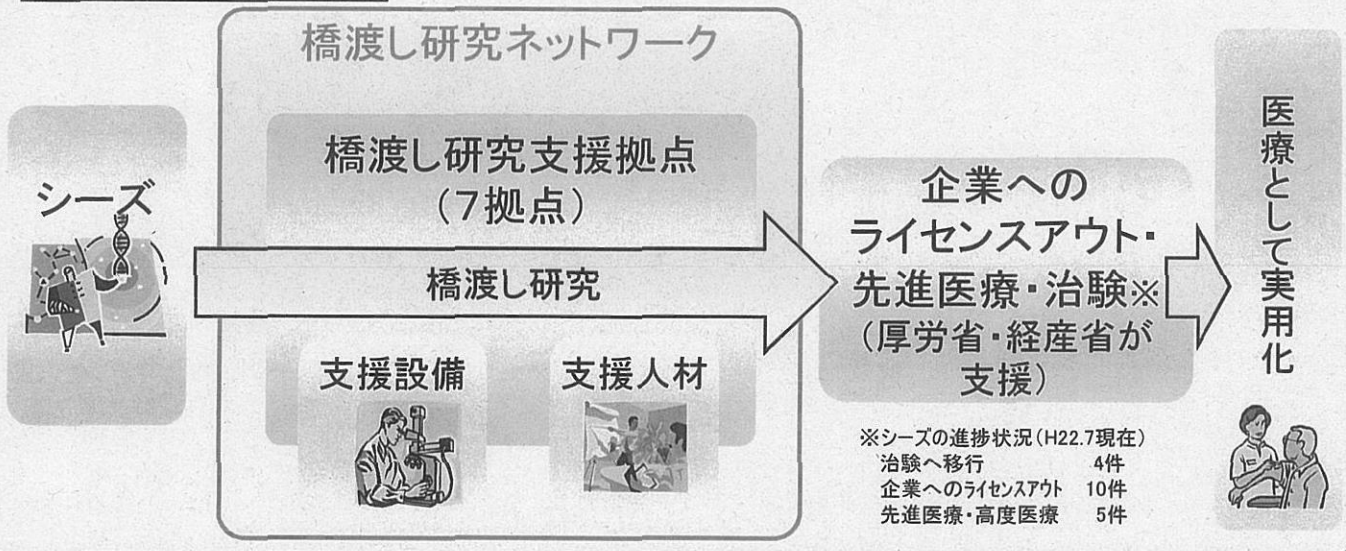 橋渡し研究ネットワーク
シーズ
橋渡し研究支援拠点
(7拠点)
橋渡し研究
支援設備
支援人材
企業への
ライセンスアウト・
先進医療・治験※
(厚労省・経産省が
支援)
※シーズの進捗状況(H22.7現在)
治験へ移行 4件
企業へのライセンスアウト 10件
先進医療・高度医療 5件
医療として実用化